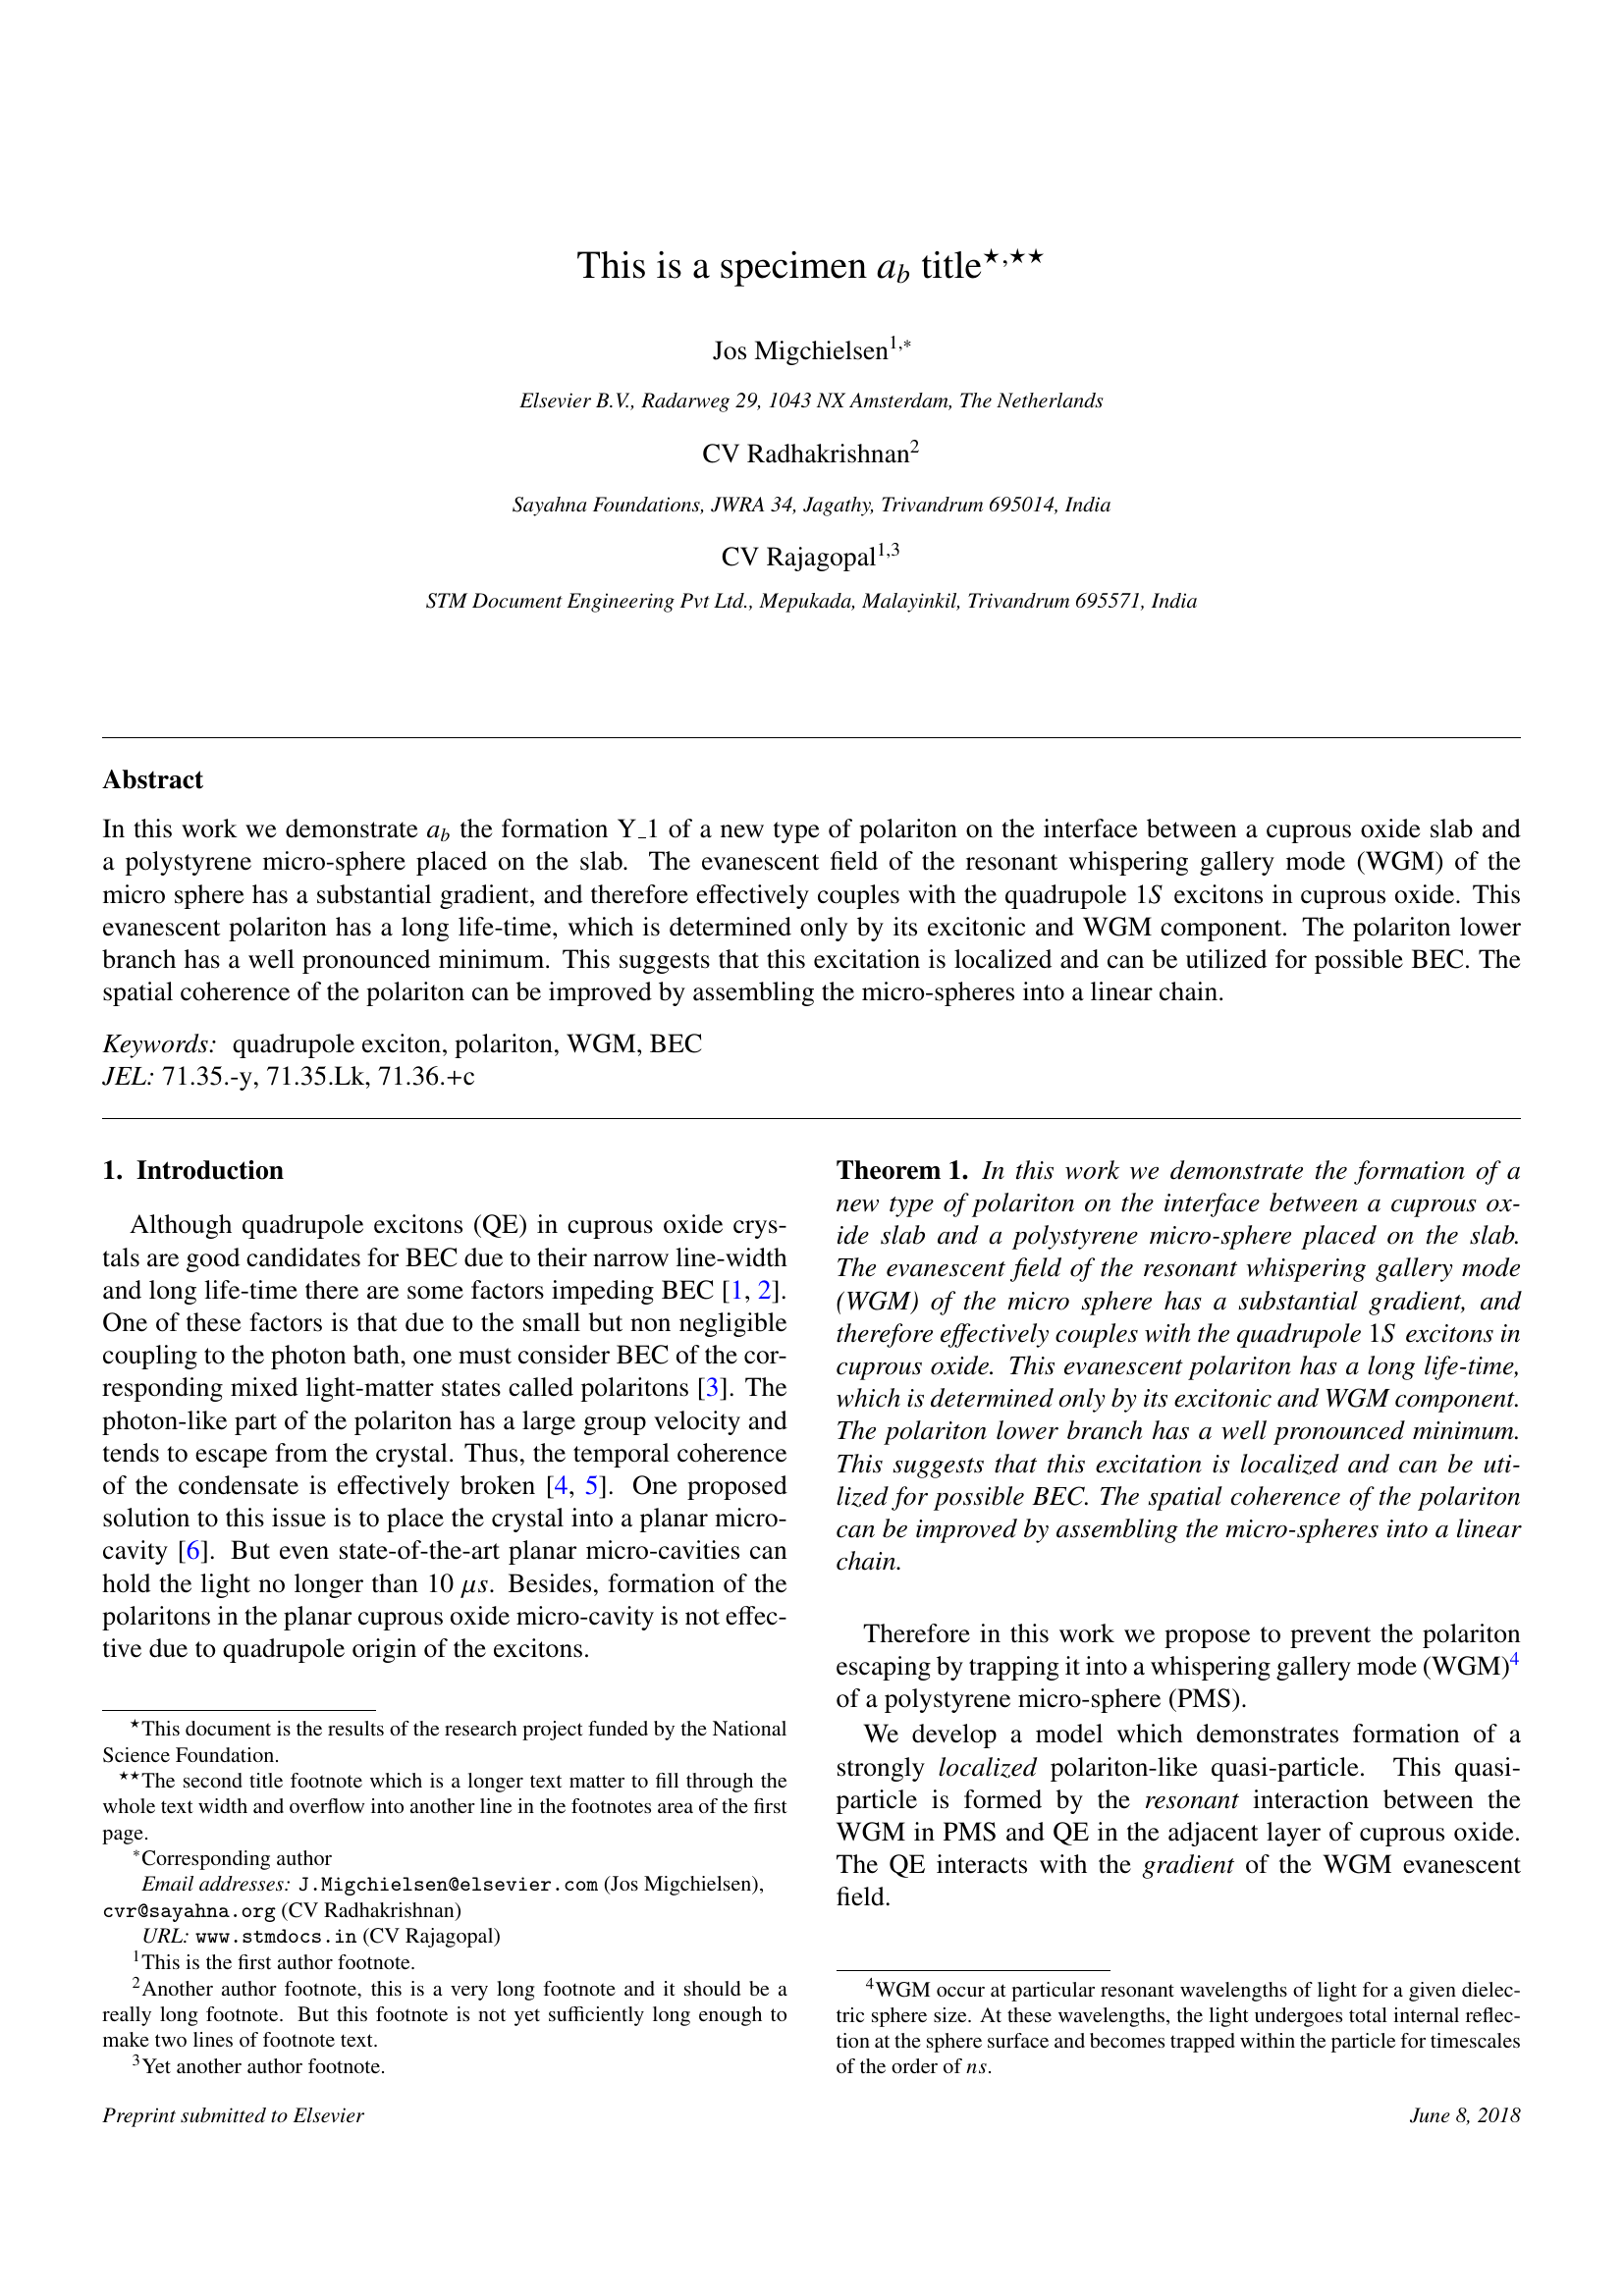 This is a specimen a_b title★,★★
Jos Migchielsen1,∗
Elsevier B.V., Radarweg 29, 1043 NX Amsterdam, The Netherlands
CV Radhakrishnan2
Sayahna Foundations, JWRA 34, Jagathy, Trivandrum 695014, India
CV Rajagopal1,3
STM Document Engineering Pvt Ltd., Mepukada, Malayinkil, Trivandrum 695571, India
Abstract
In this work we demonstrate a_b the formation Y_1 of a new type of polariton on the interface between a cuprous oxide slab and
a polystyrene micro-sphere placed on the slab. The evanescent field of the resonant whispering gallery mode (WGM) of the
micro sphere has a substantial gradient, and therefore effectively couples with the quadrupole 1S excitons in cuprous oxide. This
evanescent polariton has a long life-time, which is determined only by its excitonic and WGM component. The polariton lower
branch has a well pronounced minimum. This suggests that this excitation is localized and can be utilized for possible BEC. The
spatial coherence of the polariton can be improved by assembling the micro-spheres into a linear chain.
Keywords: quadrupole exciton, polariton, WGM, BEC
JEL: 71.35.-y, 71.35.Lk, 71.36.+c
1. Introduction
Although quadrupole excitons (QE) in cuprous oxide crys-
tals are good candidates for BEC due to their narrow line-width
and long life-time there are some factors impeding BEC [1, 2].
One of these factors is that due to the small but non negligible
coupling to the photon bath, one must consider BEC of the cor-
responding mixed light-matter states called polaritons [3]. The
photon-like part of the polariton has a large group velocity and
tends to escape from the crystal. Thus, the temporal coherence
of the condensate is effectively broken [4, 5]. One proposed
solution to this issue is to place the crystal into a planar micro-
cavity [6]. But even state-of-the-art planar micro-cavities can
hold the light no longer than 10 μs. Besides, formation of the
polaritons in the planar cuprous oxide micro-cavity is not effec-
tive due to quadrupole origin of the excitons.
★This document is the results of the research project funded by the National
Science Foundation.
★★The second title footnote which is a longer text matter to fill through the
whole text width and overflow into another line in the footnotes area of the first
page.
∗Corresponding author
Email addresses: J.Migchielsen@elsevier.com (Jos Migchielsen),
cvr@sayahna.org (CV Radhakrishnan)
URL: www.stmdocs.in (CV Rajagopal)
1This is the first author footnote.
2Another author footnote, this is a very long footnote and it should be a
really long footnote. But this footnote is not yet sufficiently long enough to
make two lines of footnote text.
3Yet another author footnote.
Theorem 1. In this work we demonstrate the formation of a
new type of polariton on the interface between a cuprous ox-
ide slab and a polystyrene micro-sphere placed on the slab.
The evanescent field of the resonant whispering gallery mode
(WGM) of the micro sphere has a substantial gradient, and
therefore effectively couples with the quadrupole 1S excitons in
cuprous oxide. This evanescent polariton has a long life-time,
which is determined only by its excitonic and WGM component.
The polariton lower branch has a well pronounced minimum.
This suggests that this excitation is localized and can be uti-
lized for possible BEC. The spatial coherence of the polariton
can be improved by assembling the micro-spheres into a linear
chain.
Therefore in this work we propose to prevent the polariton
escaping by trapping it into a whispering gallery mode (WGM)4
of a polystyrene micro-sphere (PMS).
We develop a model which demonstrates formation of a
strongly localized polariton-like quasi-particle. This quasi-
particle is formed by the resonant interaction between the
WGM in PMS and QE in the adjacent layer of cuprous oxide.
The QE interacts with the gradient of the WGM evanescent
field.
4WGM occur at particular resonant wavelengths of light for a given dielec-
tric sphere size. At these wavelengths, the light undergoes total internal reflec-
tion at the sphere surface and becomes trapped within the particle for timescales
of the order of ns.
Preprint submitted to Elsevier
June 8, 2018